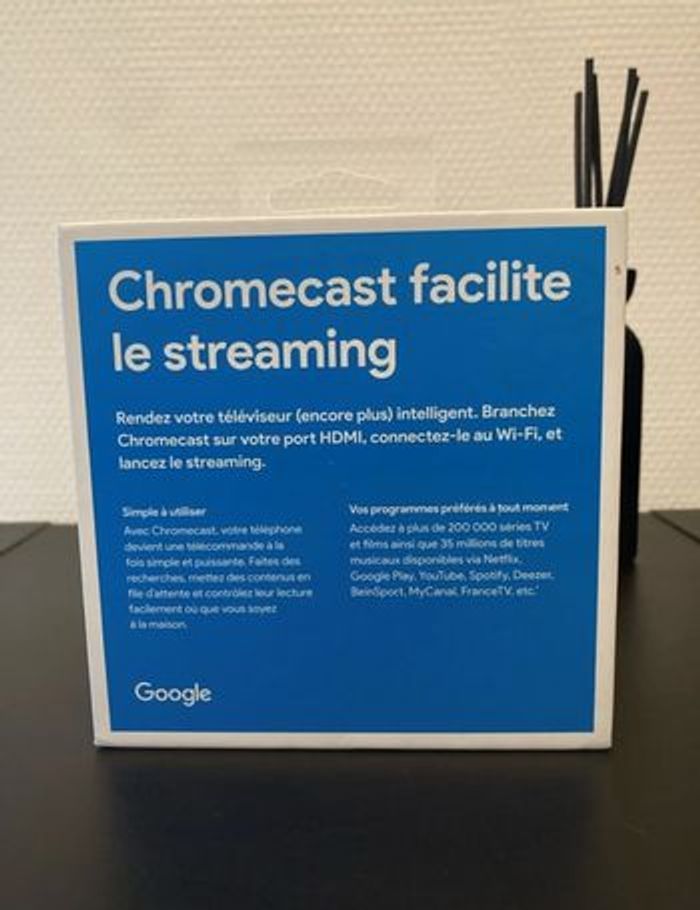 Chromecast facilite
le streaming
Rendez votre téléviseur (encore plus) intelligent. Branchez
Chromecast sur votre port HDMI, connectez-le au Wi-Fi, et
lancez le streaming.
Simple à utiliser
Avec Chromecast, votre téléphone
devient une télécommande à la
fois simple et puissante. Faites des
recherches, mettez des contenus en
file d'attente et contrôlez leur lecture
facilement où que vous soyez
à la maison.
Vos programmes préférés à tout moment
Accédez à plus de 200 000 séries TV
et films ainsi que 35 millions de titres
musicaux disponibles via Netflix,
Google Play, YouTube, Spotify, Deezer,
BeinSport, MyCanal, FranceTV, etc.*
Google